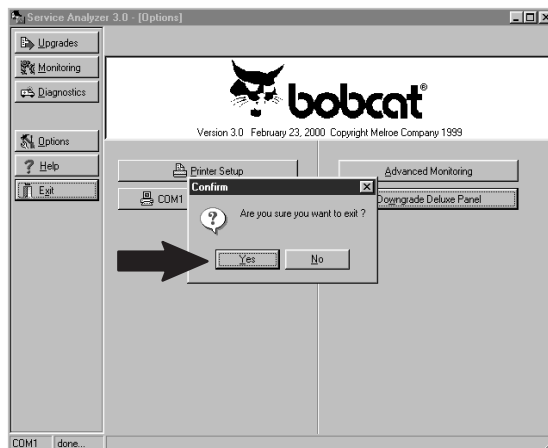 Service Analyzer 3.0 - [Options]
Upgrades
Monitoring
Diagnostics
Options
? Help
Exit
bobcat®
Version 3.0 February 23, 2000 Copyright Melroe Company 1999
Printer Setup
Advanced Monitoring
COM1
Downgrade Deluxe Panel
Confirm
?
Are you sure you want to exit ?
Yes
No
COM1 done...